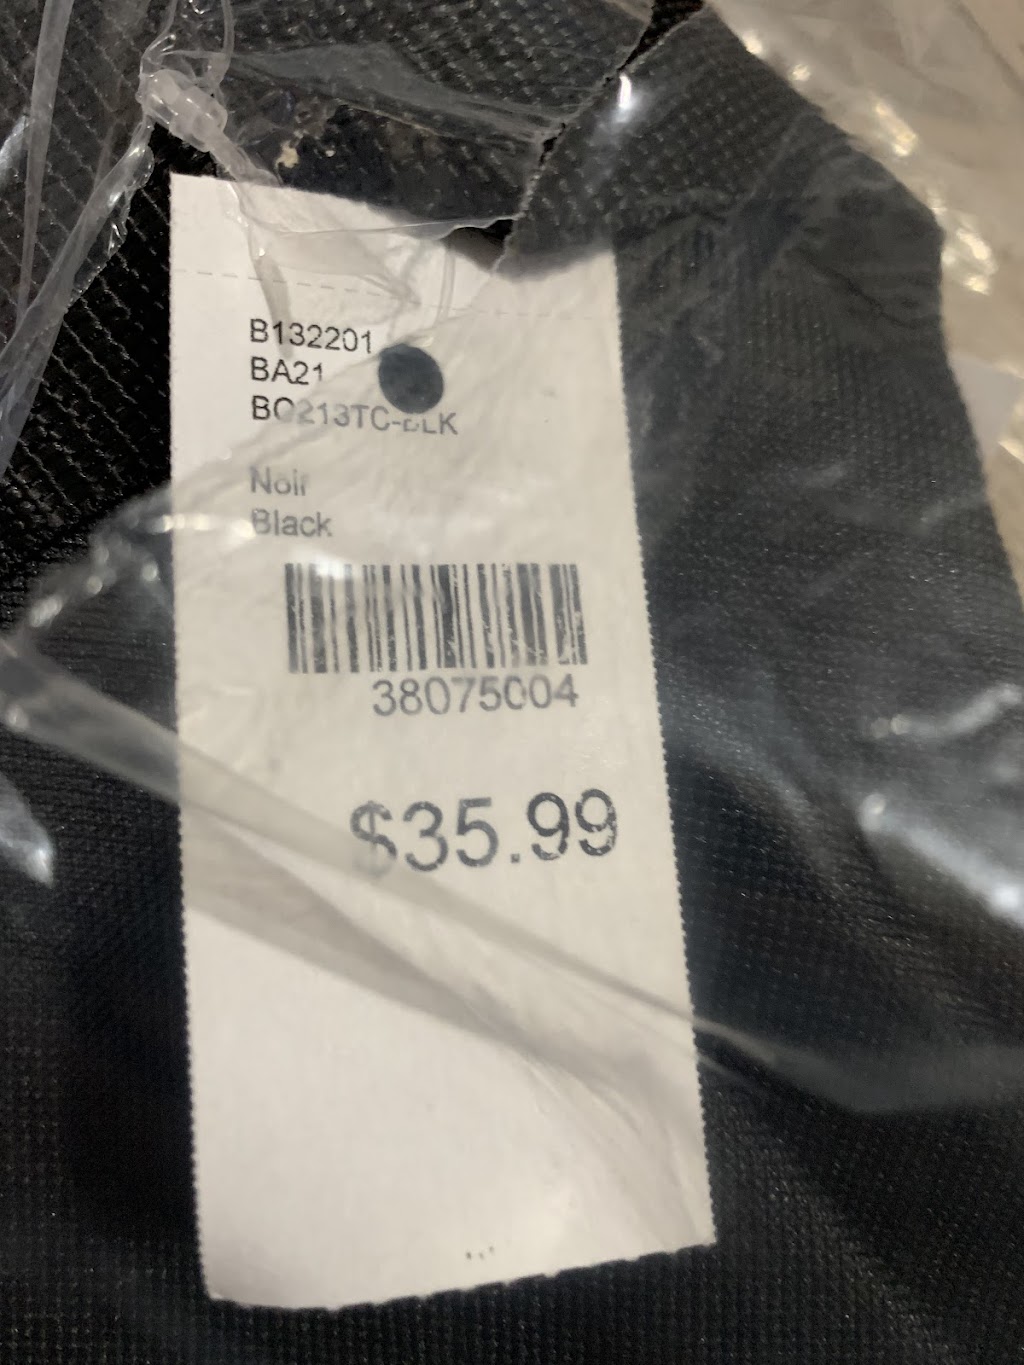 B132201
BA21
BO213TC-BLK
Noir
Black
38075004
$35.99